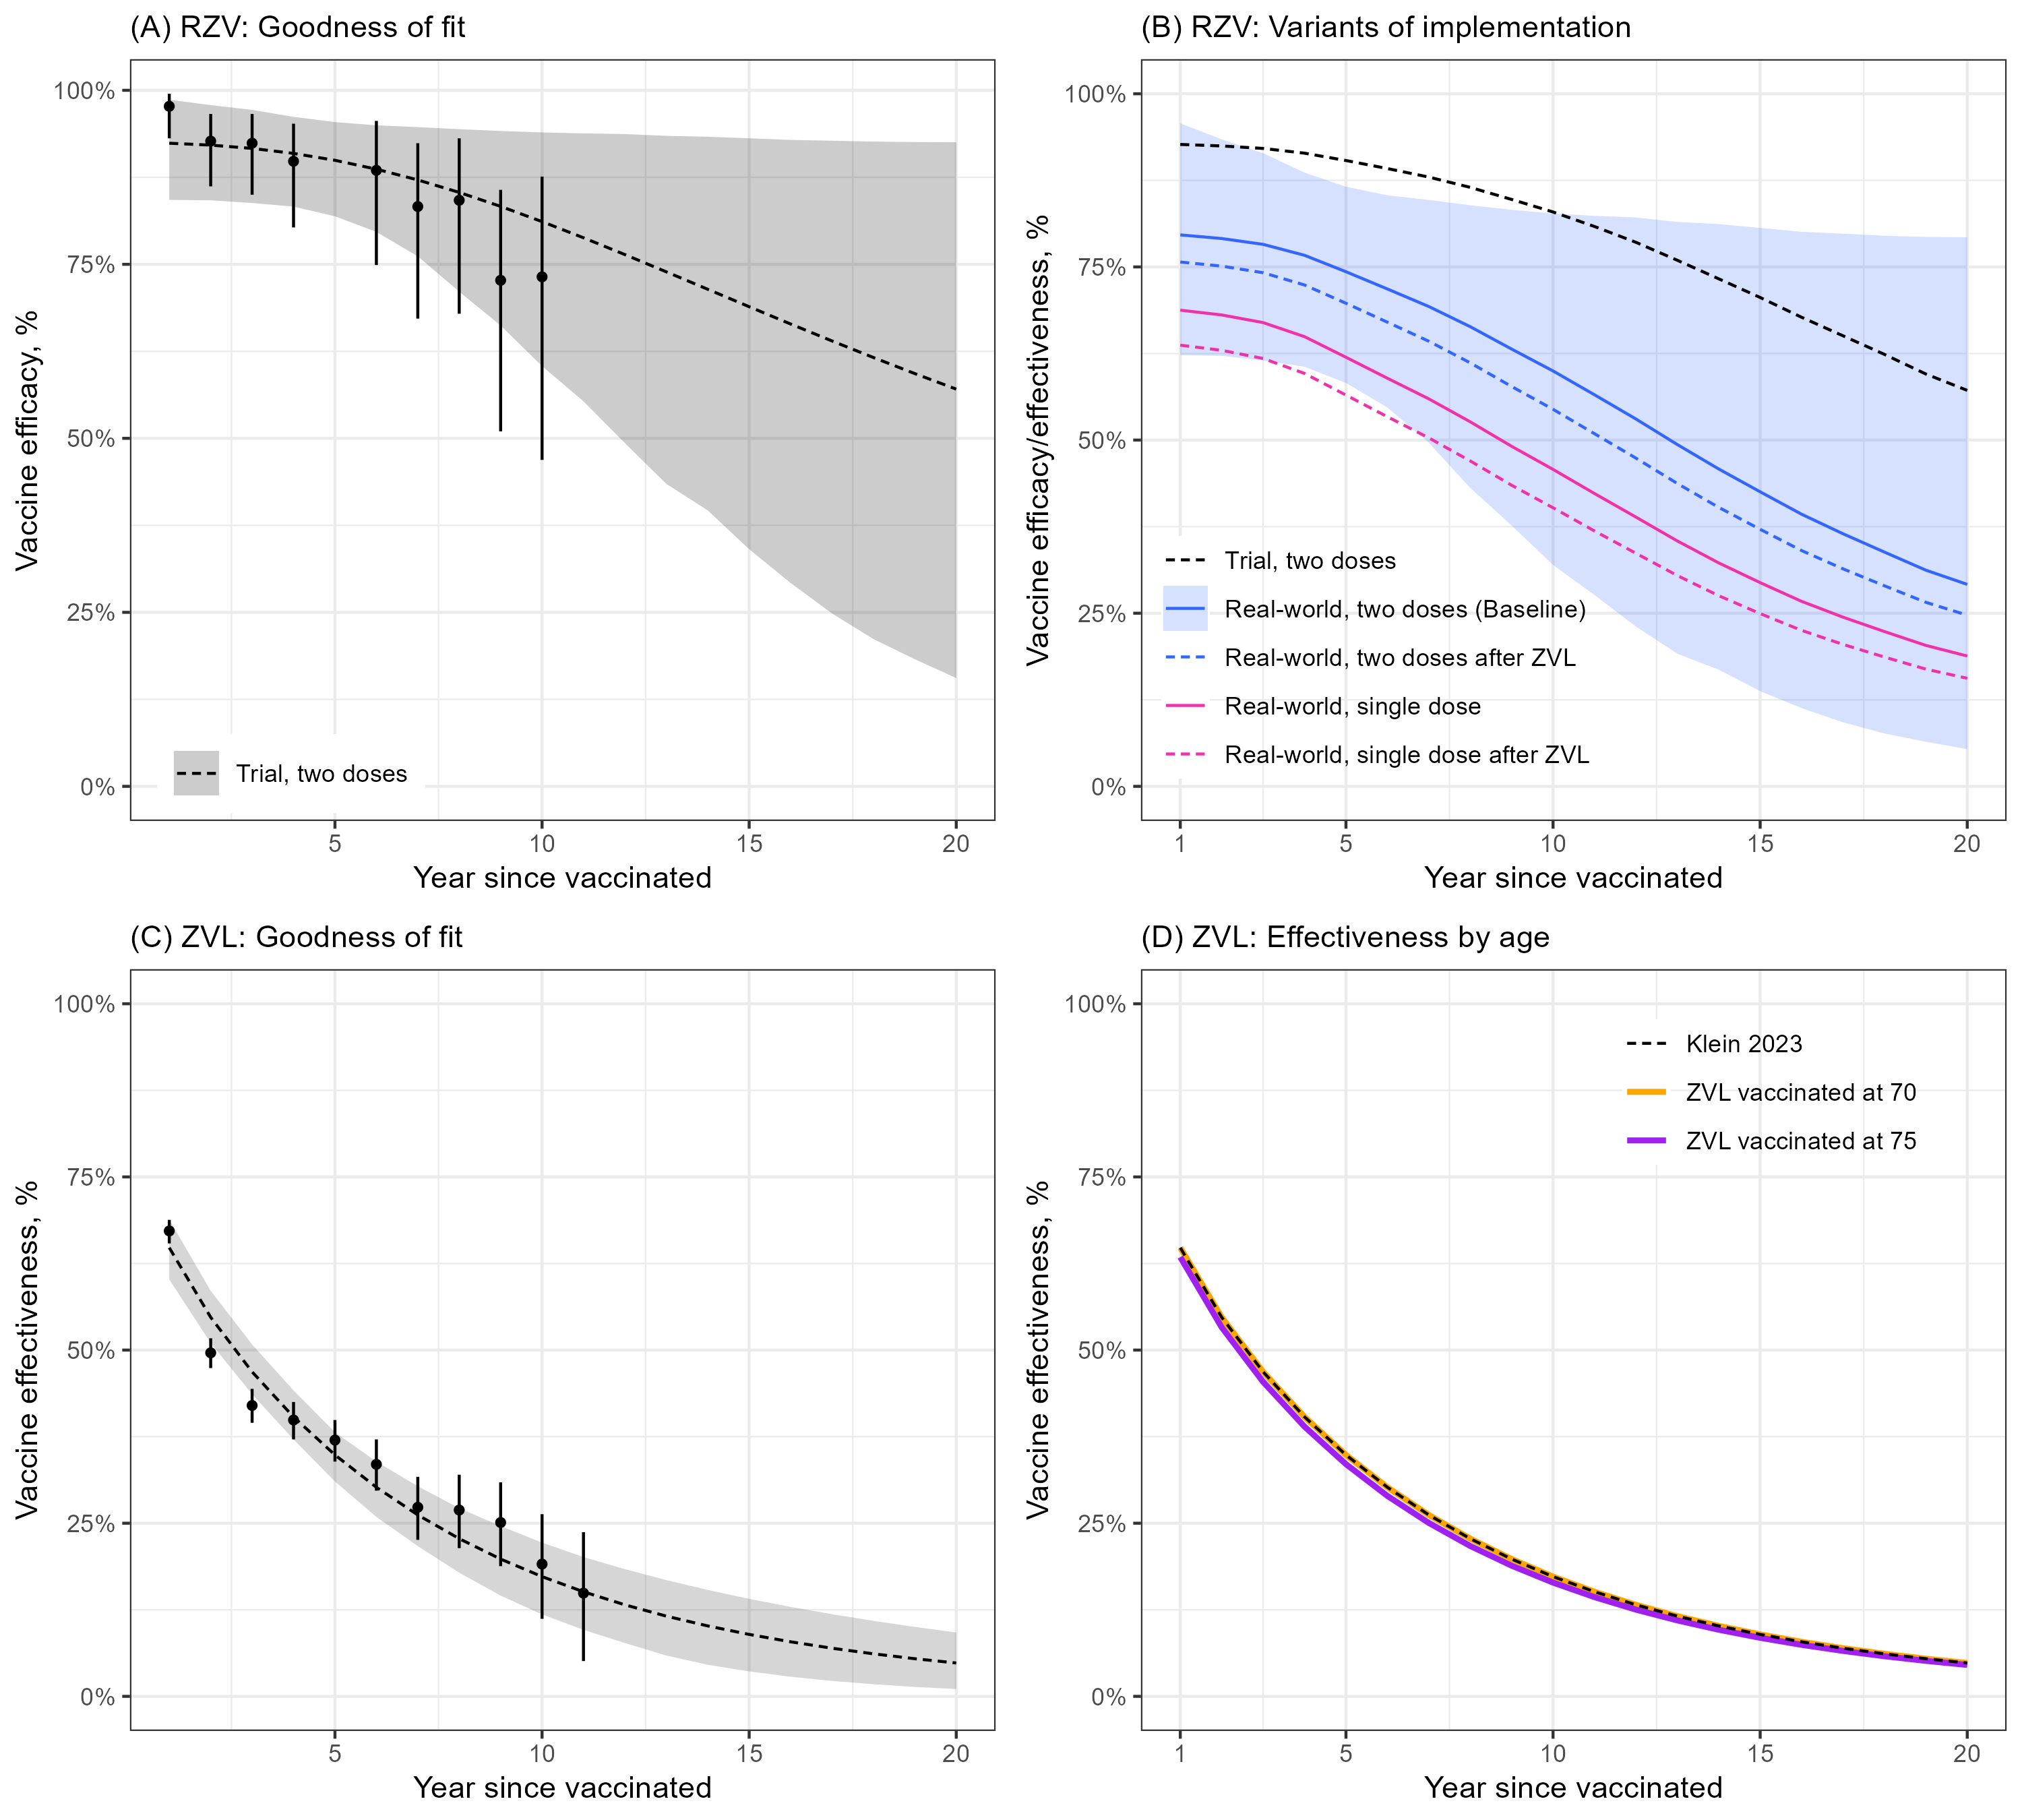 (A) RZV: Goodness of fit
Vaccine efficacy, %
100%
75%
50%
25%
0%
Trial, two doses
5
10
15
20
Year since vaccinated
(B) RZV: Variants of implementation
Vaccine efficacy/effectiveness, %
100%
75%
50%
25%
0%
Trial, two doses
Real-world, two doses (Baseline)
Real-world, two doses after ZVL
Real-world, single dose
Real-world, single dose after ZVL
1
5
10
15
20
Year since vaccinated
(C) ZVL: Goodness of fit
Vaccine effectiveness, %
100%
75%
50%
25%
0%
5
10
15
20
Year since vaccinated
(D) ZVL: Effectiveness by age
Vaccine effectiveness, %
100%
75%
50%
25%
0%
Klein 2023
ZVL vaccinated at 70
ZVL vaccinated at 75
1
5
10
15
20
Year since vaccinated